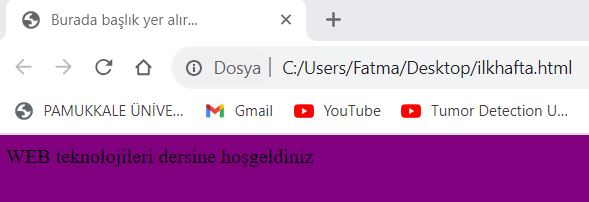 Burada başlık yer alır...
Dosya C:/Users/Fatma/Desktop/ilkhafta.html
PAMUKKALE ÜNİVE... Gmail YouTube Tumor Detection U...
WEB teknolojileri dersine hoşgeldiniz